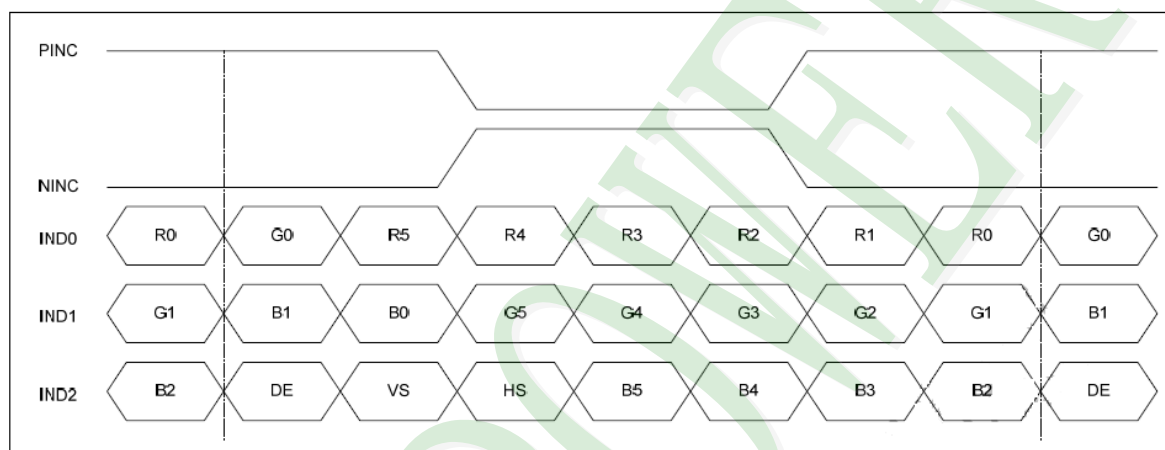 PINC
NINC
IND0 R0 G0 R5 R4 R3 R2 R1 R0 G0
IND1 G1 B1 B0 G5 G4 G3 G2 G1 B1
IND2 B2 DE VS HS B5 B4 B3 B2 DE